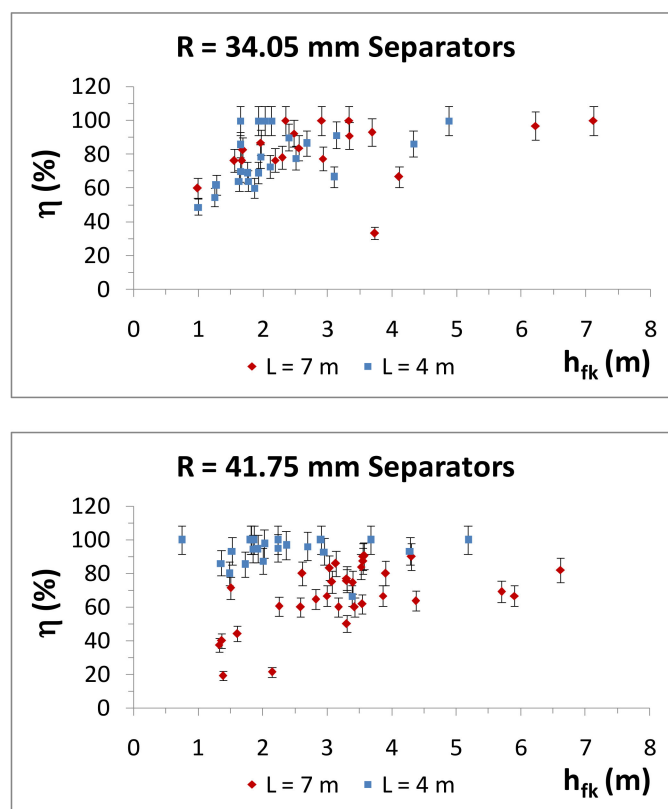 R = 34.05 mm Separators
120
100
80
60
40
20
0
η (%)
0 1 2 3 4 5 6 7 8
L = 7 m L = 4 m
hfk (m)
R = 41.75 mm Separators
120
100
80
60
40
20
0
η (%)
0 1 2 3 4 5 6 7 8
L = 7 m L = 4 m
hfk (m)